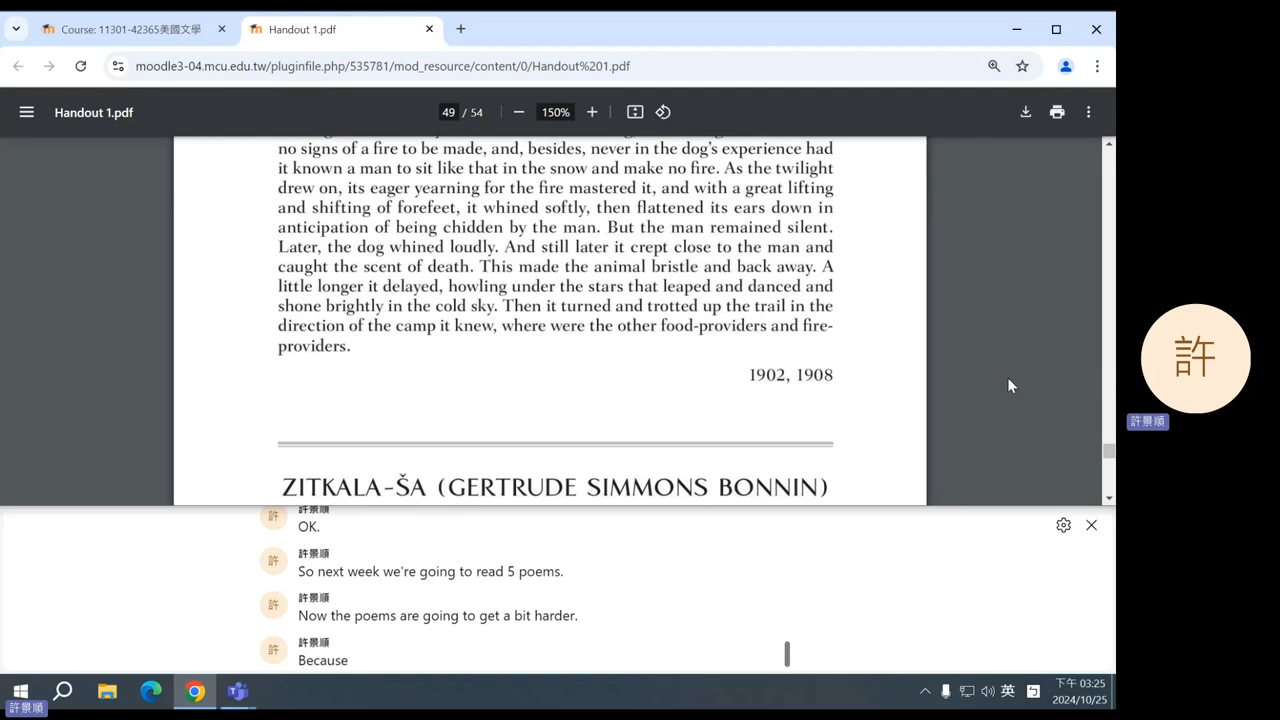 Course: 11301-42365美國文學
Handout 1.pdf
moodle3-04.mcu.edu.tw/pluginfile.php/535781/mod_resource/content/0/Handout%201.pdf
Handout 1.pdf
49 / 54
150%
no signs of a fire to be made, and, besides, never in the dog's experience had
it known a man to sit like that in the snow and make no fire. As the twilight
drew on, its eager yearning for the fire mastered it, and with a great lifting
and shifting of forefeet, it whined softly, then flattened its ears down in
anticipation of being chidden by the man. But the man remained silent.
Later, the dog whined loudly. And still later it crept close to the man and
caught the scent of death. This made the animal bristle and back away. A
little longer it delayed, howling under the stars that leaped and danced and
shone brightly in the cold sky. Then it turned and trotted up the trail in the
direction of the camp it knew, where were the other food-providers and fire-
providers.
1902, 1908
ZITKALA-ŠA (GERTRUDE SIMMONS BONNIN)
許
許景順
許
許景順
OK.
許
許景順
So next week we're going to read 5 poems.
許
許景順
Now the poems are going to get a bit harder.
許
許景順
Because
英
ㄅ
下午 03:25
2024/10/25
許景順